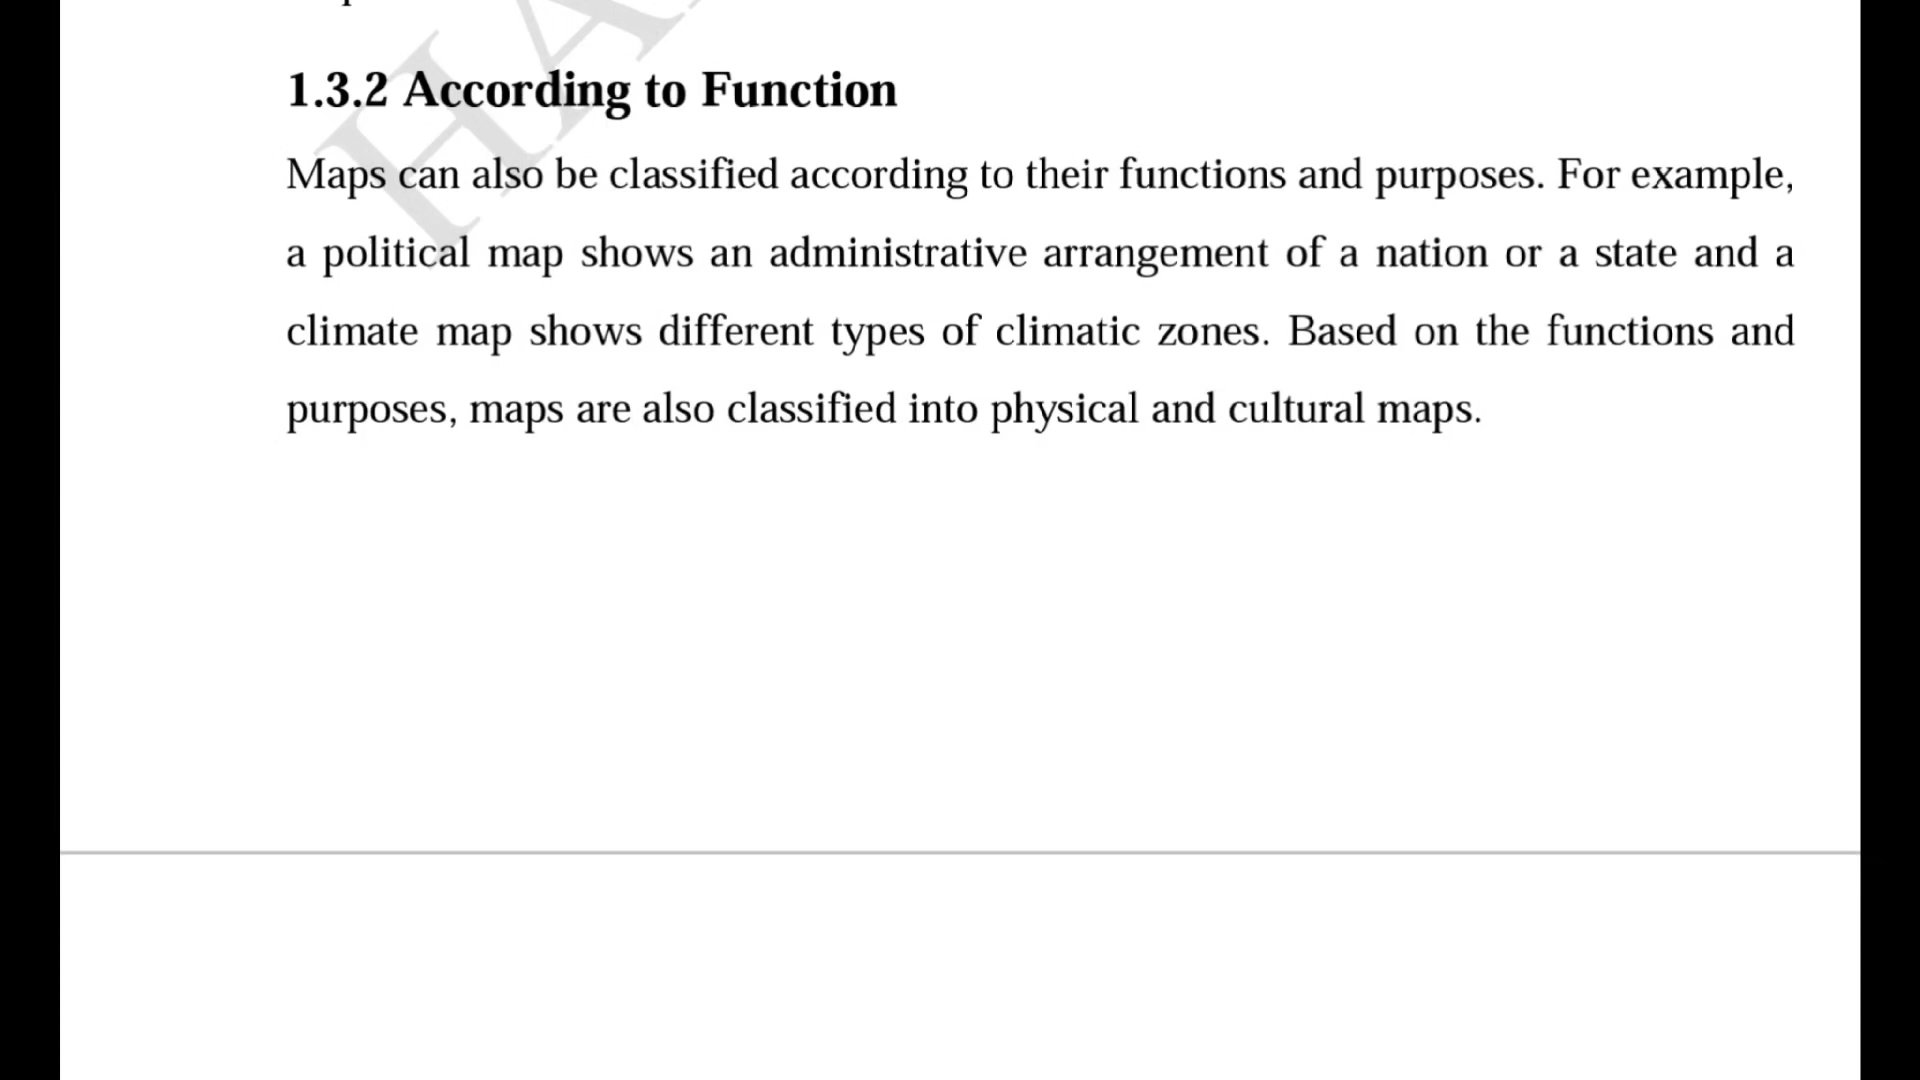 1.3.2 According to Function
Maps can also be classified according to their functions and purposes. For example,
a political map shows an administrative arrangement of a nation or a state and a
climate map shows different types of climatic zones. Based on the functions and
purposes, maps are also classified into physical and cultural maps.